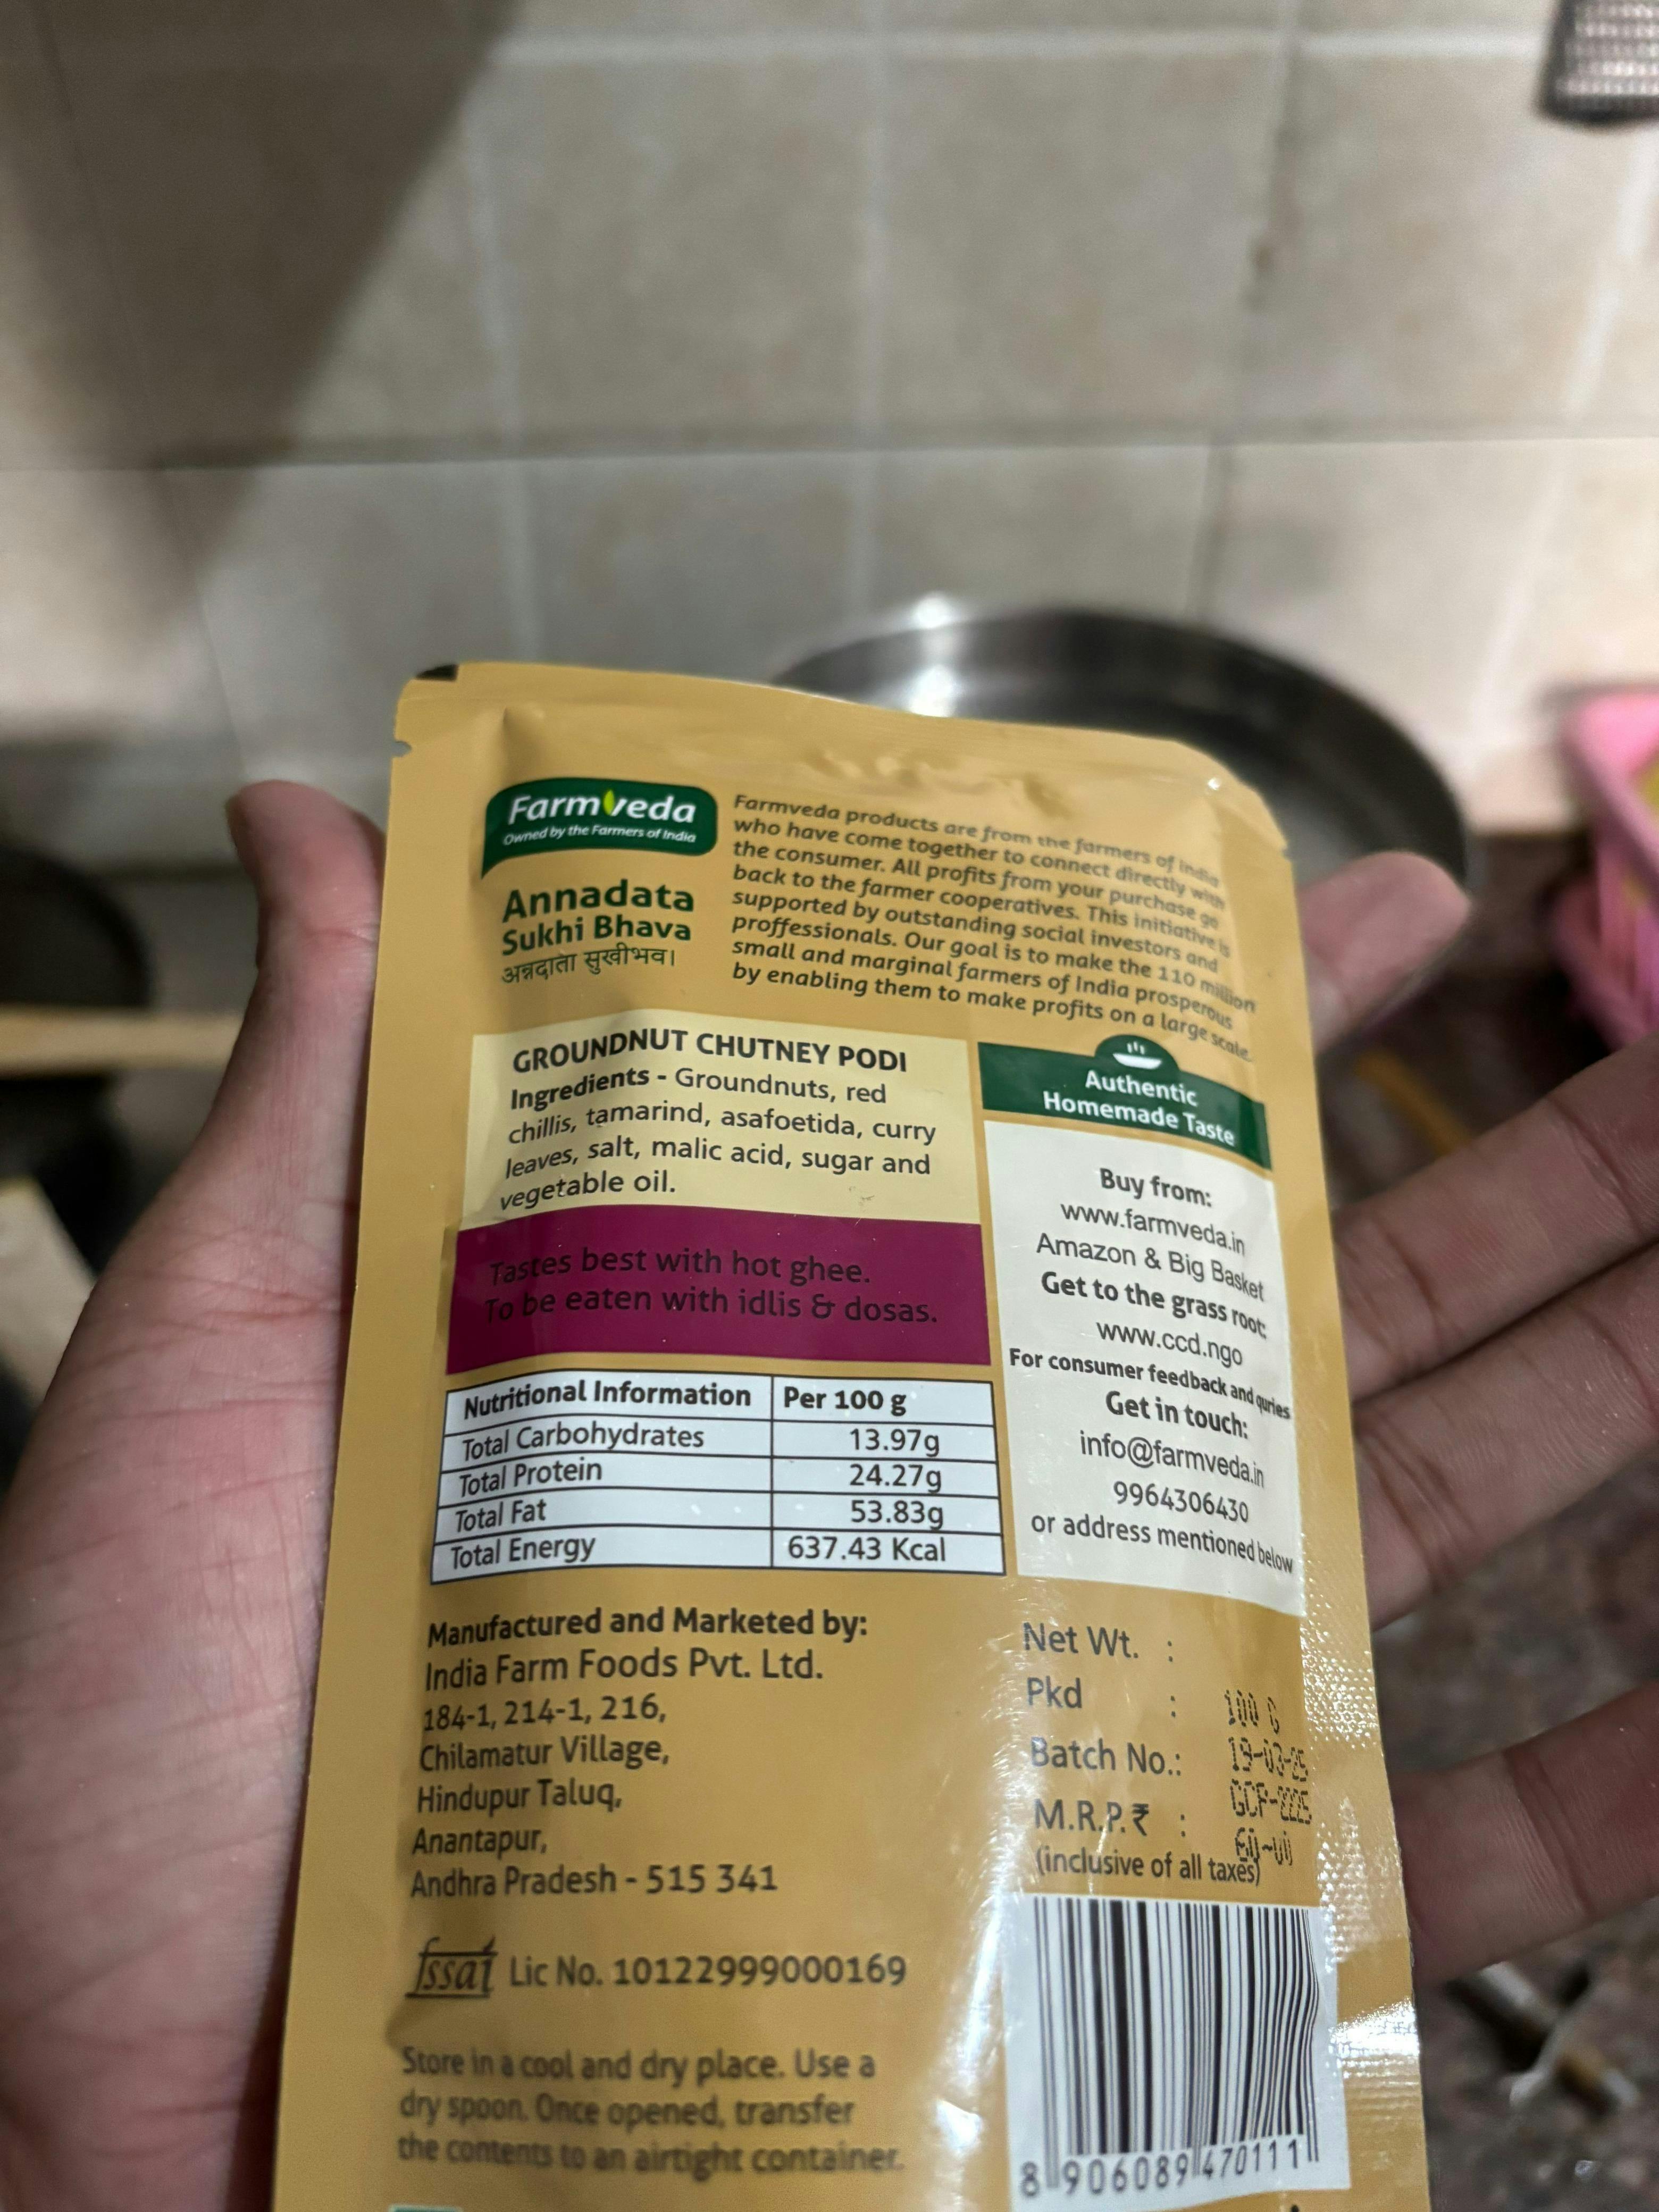 Farmveda
Owned by the Farmers of India
Annadata
Sukhi Bhava
अन्नदाता सुखीभव।
Farmveda products are from the farmers of India
who have come together to connect directly with
the consumer. All profits from your purchase go
back to the farmer cooperatives. This initiative is
supported by outstanding social investors and
proffessionals. Our goal is to make the 110 million
small and marginal farmers of India prosperous
by enabling them to make profits on a large scale.
GROUNDNUT CHUTNEY PODI
Ingredients - Groundnuts, red
chillis, tamarind, asafoetida, curry
leaves, salt, malic acid, sugar and
vegetable oil.
Tastes best with hot ghee.
To be eaten with idlis & dosas.
Authentic
Homemade Taste
Buy from:
www.farmveda.in
Amazon & Big Basket
Get to the grass root:
www.ccd.ngo
For consumer feedback and quries
Get in touch:
info@farmveda.in
9964306430
or address mentioned below
Nutritional Information Per 100 g
Total Carbohydrates 13.97g
Total Protein 24.27g
Total Fat 53.83g
Total Energy 637.43 Kcal
Manufactured and Marketed by:
India Farm Foods Pvt. Ltd.
184-1, 214-1, 216,
Chilamatur Village,
Hindupur Taluq,
Anantapur,
Andhra Pradesh - 515 341
fssai Lic No. 10122999000169
Store in a cool and dry place. Use a
dry spoon. Once opened, transfer
the contents to an airtight container.
Net Wt. :
Pkd : 100 G
Batch No.: 19-03-25
M.R.P.₹ :
(inclusive of all taxes) 60-00
8 906089 470111